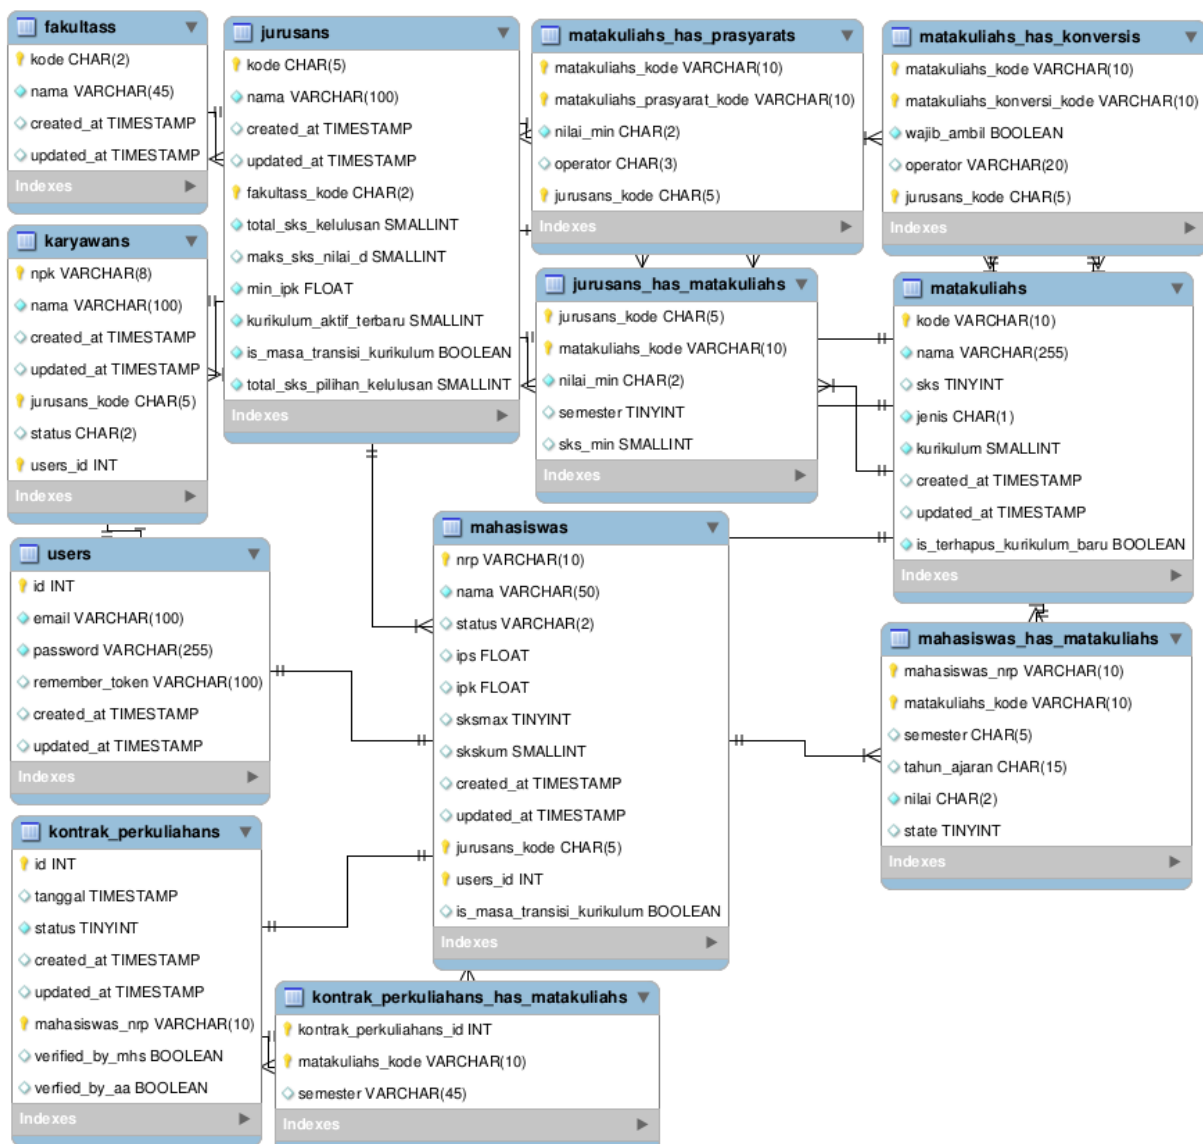 fakultass
kode CHAR(2)
nama VARCHAR(45)
created_at TIMESTAMP
updated_at TIMESTAMP
Indexes
karyawans
npk VARCHAR(8)
nama VARCHAR(100)
created_at TIMESTAMP
updated_at TIMESTAMP
jurusans_kode CHAR(5)
status CHAR(2)
users_id INT
Indexes
users
id INT
email VARCHAR(100)
password VARCHAR(255)
remember_token VARCHAR(100)
created_at TIMESTAMP
updated_at TIMESTAMP
Indexes
kontrak_perkuliahans
id INT
tanggal TIMESTAMP
status TINYINT
created_at TIMESTAMP
updated_at TIMESTAMP
mahasiswas_nrp VARCHAR(10)
verified_by_mhs BOOLEAN
verfied_by_aa BOOLEAN
Indexes
jurusans
kode CHAR(5)
nama VARCHAR(100)
created_at TIMESTAMP
updated_at TIMESTAMP
fakultass_kode CHAR(2)
total_sks_kelulusan SMALLINT
maks_sks_nilai_d SMALLINT
min_ipk FLOAT
kurikulum_aktif_terbaru SMALLINT
is_masa_transisi_kurikulum BOOLEAN
total_sks_pilihan_kelulusan SMALLINT
Indexes
matakuliahs_has_prasyarats
matakuliahs_kode VARCHAR(10)
matakuliahs_prasyarat_kode VARCHAR(10)
nilai_min CHAR(2)
operator CHAR(3)
jurusans_kode CHAR(5)
Indexes
jurusans_has_matakuliahs
jurusans_kode CHAR(5)
matakuliahs_kode VARCHAR(10)
nilai_min CHAR(2)
semester TINYINT
sks_min SMALLINT
Indexes
mahasiswas
nrp VARCHAR(10)
nama VARCHAR(50)
status VARCHAR(2)
ips FLOAT
ipk FLOAT
sksmax TINYINT
skskum SMALLINT
created_at TIMESTAMP
updated_at TIMESTAMP
jurusans_kode CHAR(5)
users_id INT
is_masa_transisi_kurikulum BOOLEAN
Indexes
kontrak_perkuliahans_has_matakuliahs
kontrak_perkuliahans_id INT
matakuliahs_kode VARCHAR(10)
semester VARCHAR(45)
Indexes
matakuliahs_has_konversis
matakuliahs_kode VARCHAR(10)
matakuliahs_konversi_kode VARCHAR(10)
wajib_ambil BOOLEAN
operator VARCHAR(20)
jurusans_kode CHAR(5)
Indexes
matakuliahs
kode VARCHAR(10)
nama VARCHAR(255)
sks TINYINT
jenis CHAR(1)
kurikulum SMALLINT
created_at TIMESTAMP
updated_at TIMESTAMP
is_terhapus_kurikulum_baru BOOLEAN
Indexes
mahasiswas_has_matakuliahs
mahasiswas_nrp VARCHAR(10)
matakuliahs_kode VARCHAR(10)
semester CHAR(5)
tahun_ajaran CHAR(15)
nilai CHAR(2)
state TINYINT
Indexes